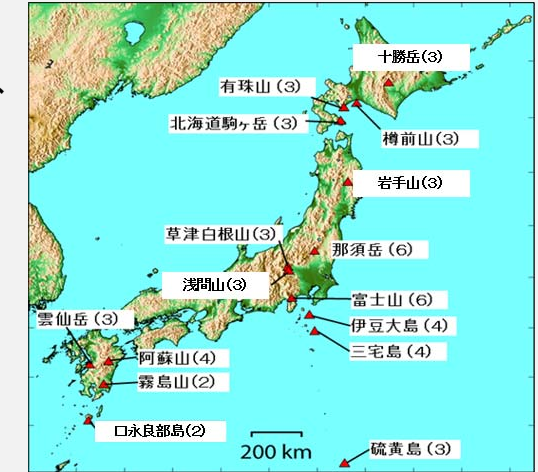 十勝岳(3)
有珠山(3)
北海道駒ヶ岳(3)
樽前山(3)
岩手山(3)
草津白根山(3)
那須岳(6)
浅間山(3)
富士山(6)
雲仙岳(3)
伊豆大島(4)
三宅島(4)
阿蘇山(4)
霧島山(2)
口永良部島(2)
200 km
硫黄島(3)